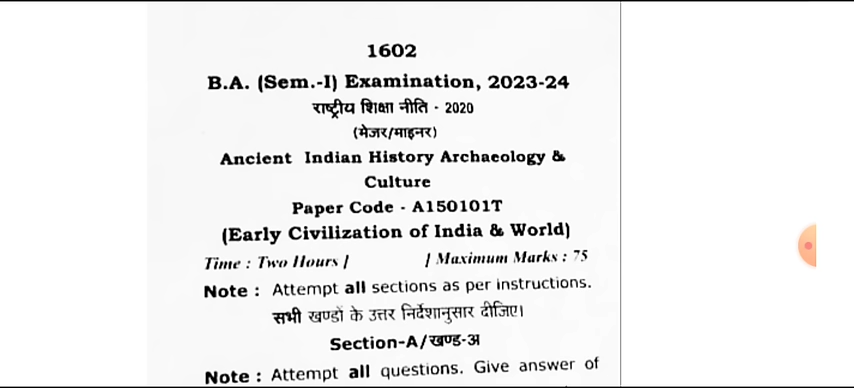 1602
B.A. (Sem.-I) Examination, 2023-24
राष्ट्रीय शिक्षा नीति - 2020
(मेजर/माइनर)
Ancient Indian History Archaeology &
Culture
Paper Code - A150101T
(Early Civilization of India & World)
Time : Two Hours ] [ Maximum Marks : 75
Note : Attempt all sections as per instructions.
सभी खण्डों के उत्तर निर्देशानुसार दीजिए।
Section-A/खण्ड-अ
Note : Attempt all questions. Give answer of